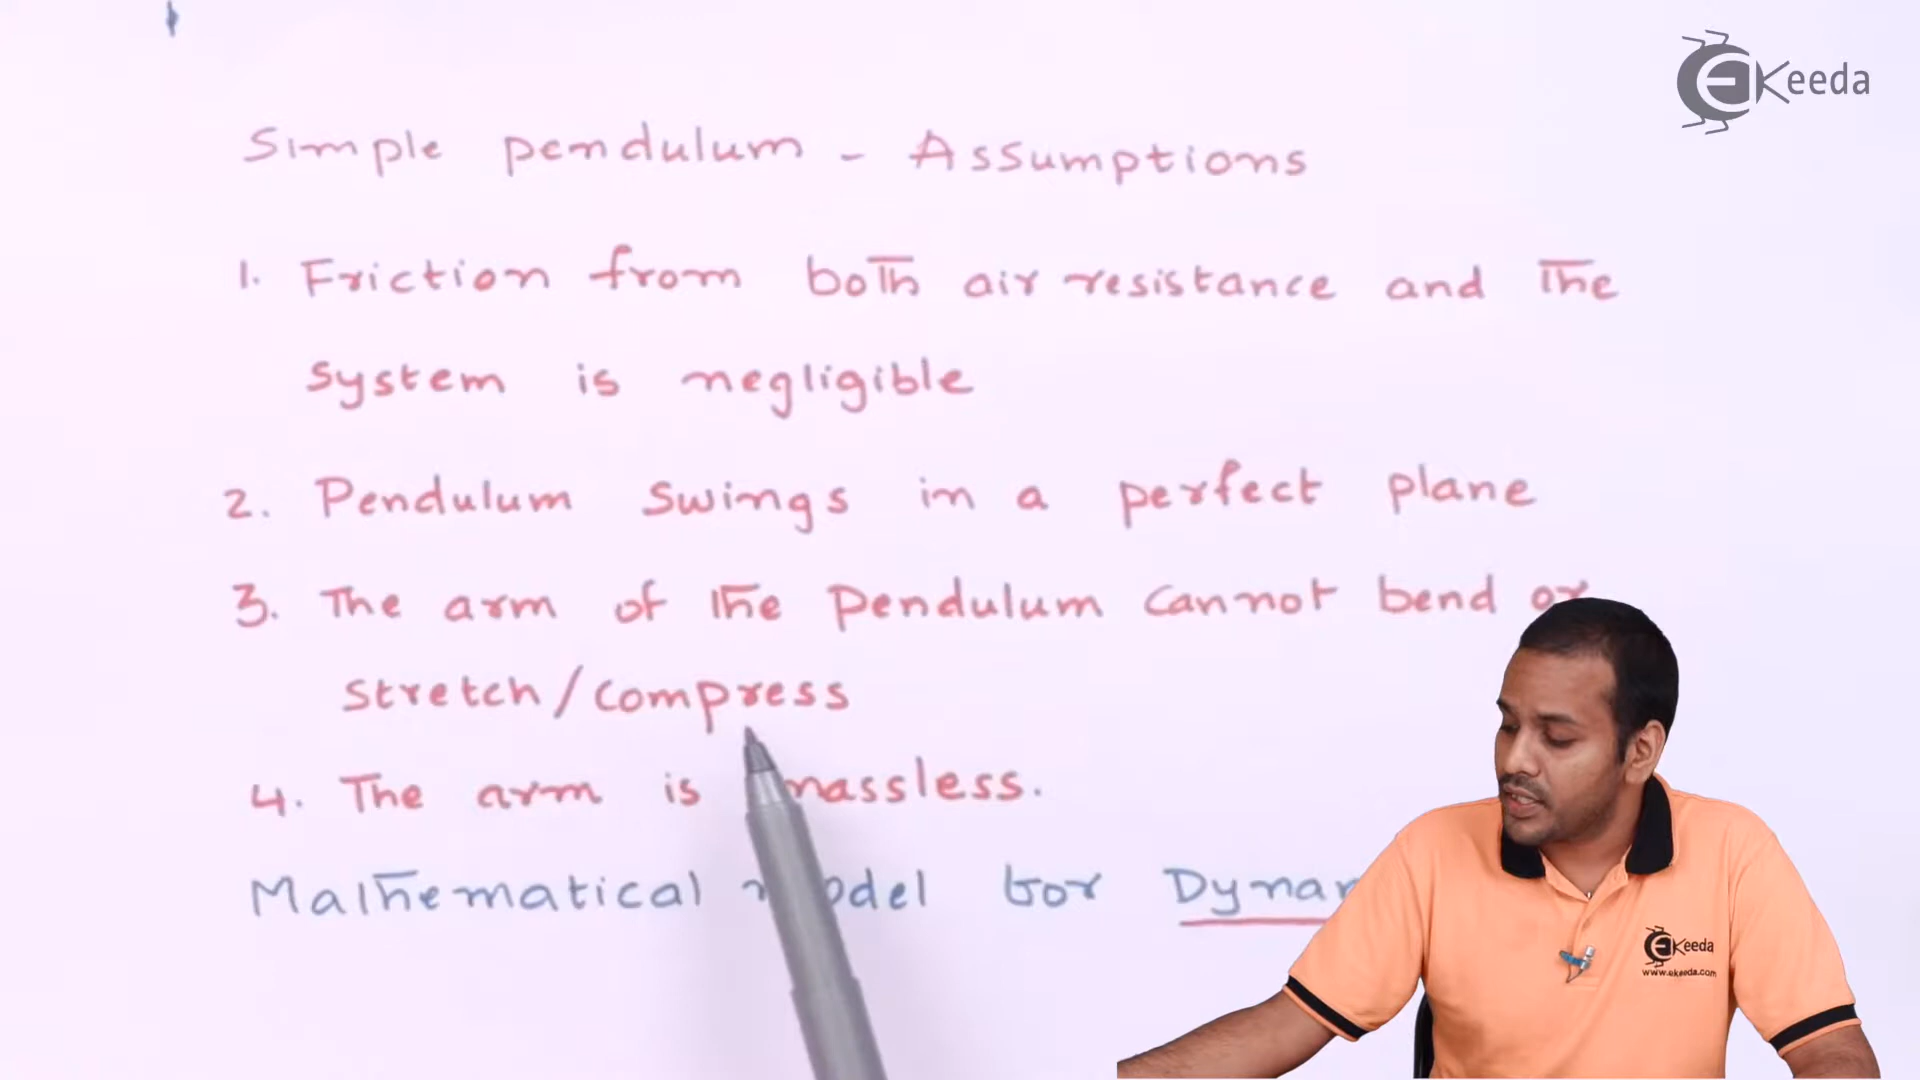 eKeeda
Simple pendulum - Assumptions
1. Friction from both air resistance and the
system is negligible
2. Pendulum swings in a perfect plane
3. The arm of the pendulum cannot bend or
stretch/compress
4. The arm is massless.
Mathematical model for
eKeeda
www.ekeeda.com